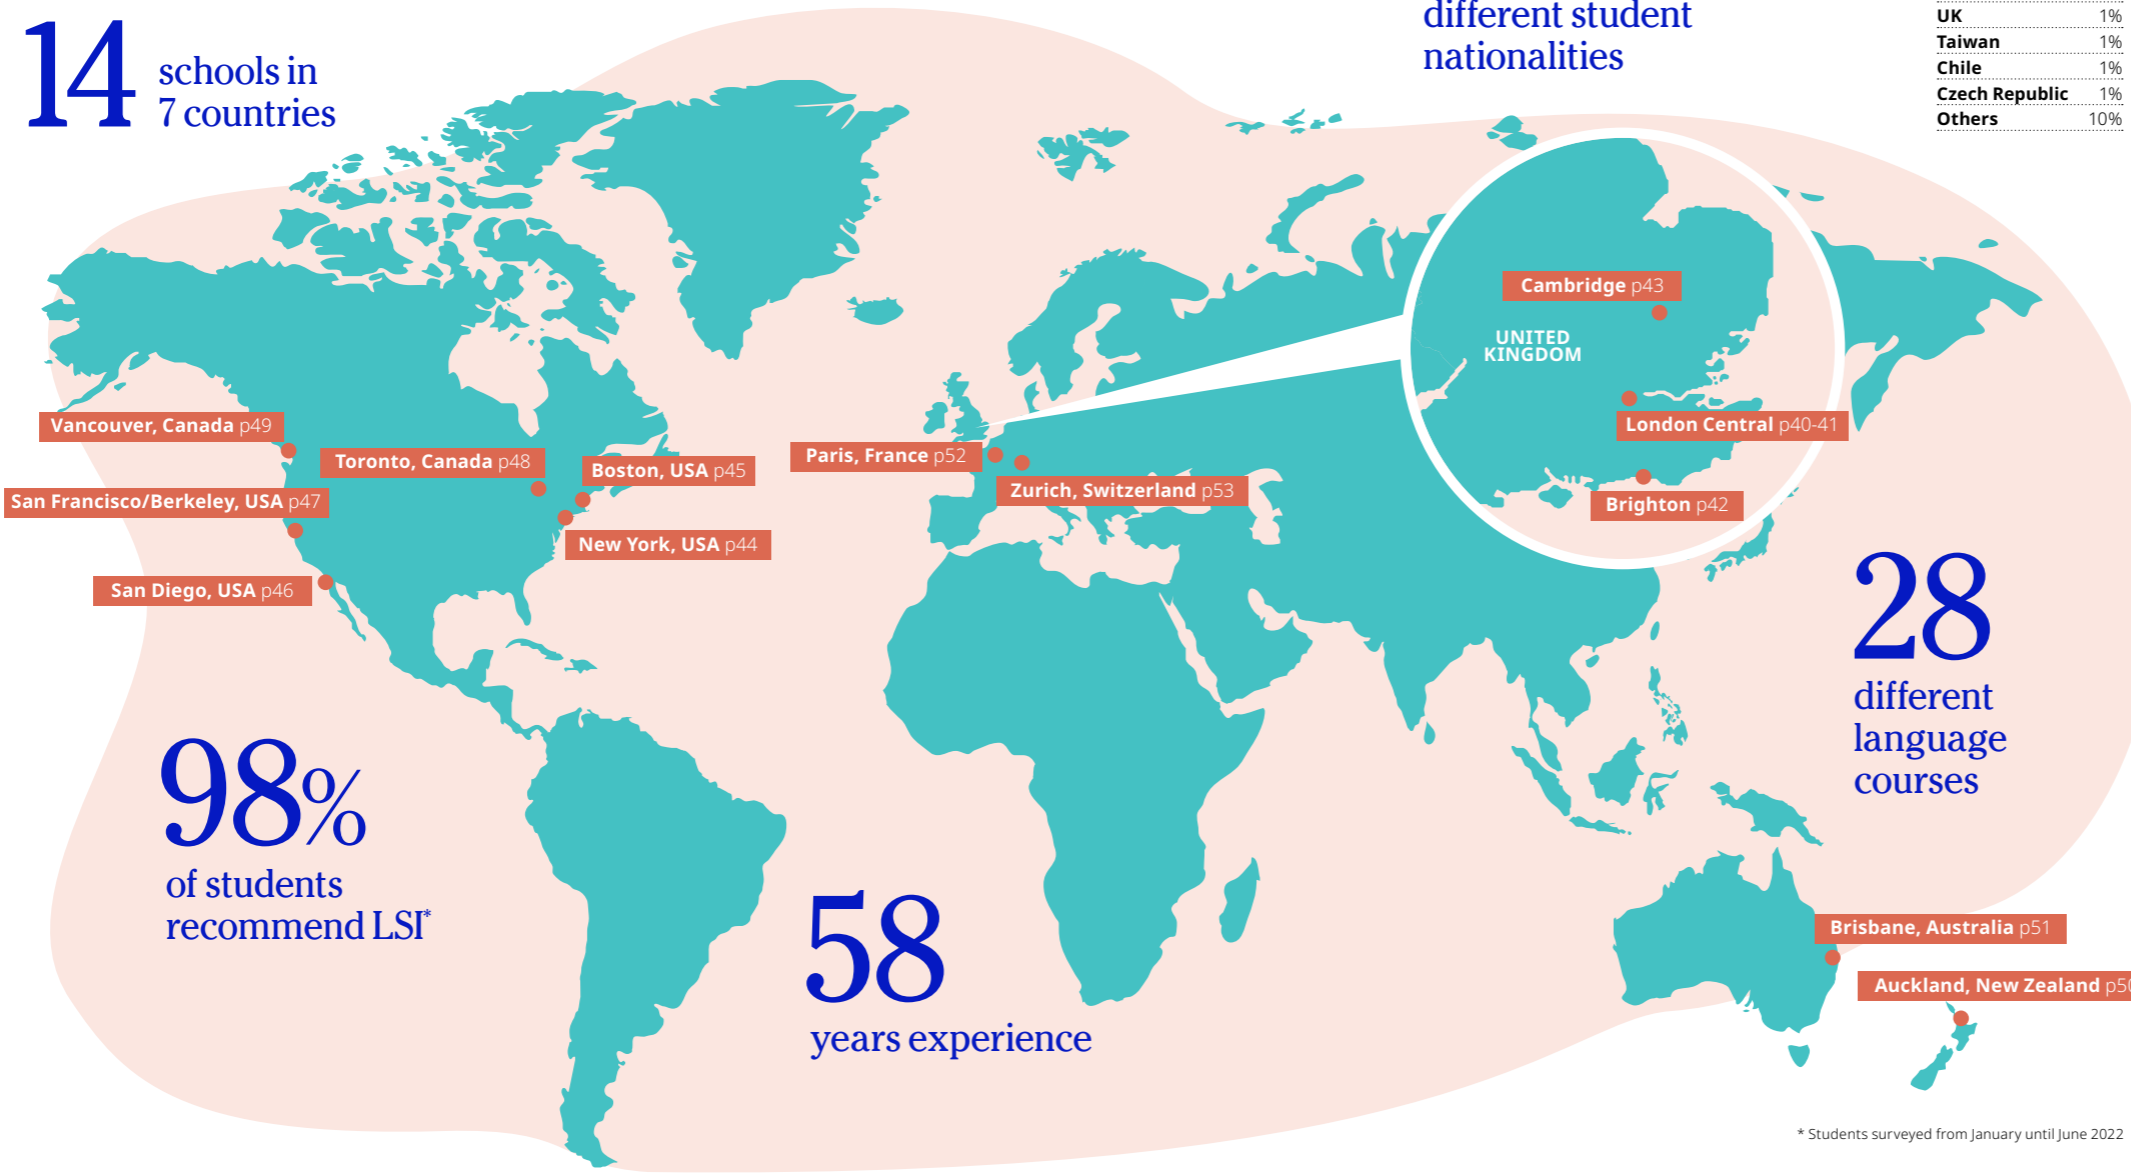 14
schools in
7 countries
different student
nationalities
UK 1%
Taiwan 1%
Chile 1%
Czech Republic 1%
Others 10%
Cambridge p43
UNITED
KINGDOM
London Central p40-41
Brighton p42
Vancouver, Canada p49
Toronto, Canada p48
Boston, USA p45
San Francisco/Berkeley, USA p47
New York, USA p44
San Diego, USA p46
Paris, France p52
Zurich, Switzerland p53
28
different
language
courses
98%
of students
recommend LSI*
58
years experience
Brisbane, Australia p51
Auckland, New Zealand p50
* Students surveyed from January until June 2022